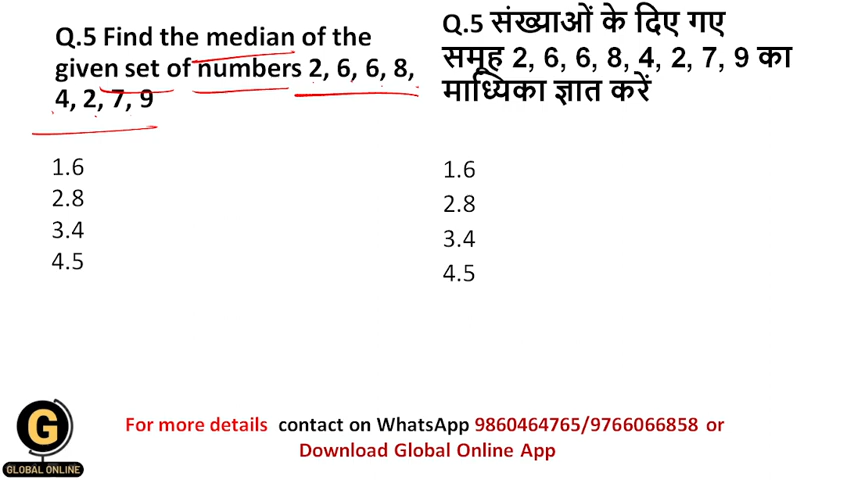 Q.5 Find the median of the
given set of numbers 2, 6, 6, 8,
4, 2, 7, 9
1.6
2.8
3.4
4.5
Q.5 संख्याओं के दिए गए
समूह 2, 6, 6, 8, 4, 2, 7, 9 का
माध्यिका ज्ञात करें
1.6
2.8
3.4
4.5
G
GLOBAL ONLINE
For more details contact on WhatsApp 9860464765/9766066858 or
Download Global Online App